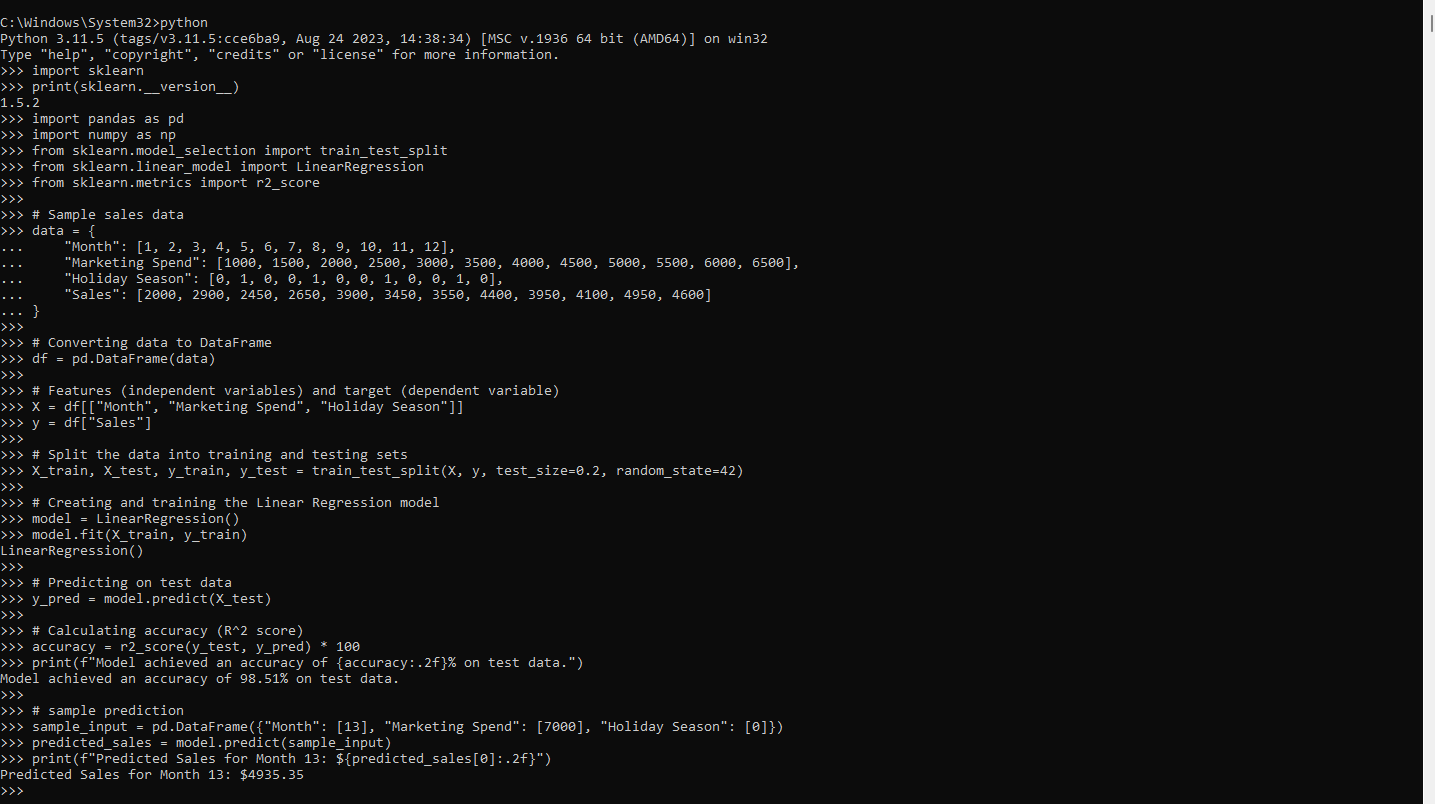 C:\Windows\System32>python
Python 3.11.5 (tags/v3.11.5:cce6ba9, Aug 24 2023, 14:38:34) [MSC v.1936 64 bit (AMD64)] on win32
Type "help", "copyright", "credits" or "license" for more information.
>>> import sklearn
>>> print(sklearn.__version__)
1.5.2
>>> import pandas as pd
>>> import numpy as np
>>> from sklearn.model_selection import train_test_split
>>> from sklearn.linear_model import LinearRegression
>>> from sklearn.metrics import r2_score
>>>
>>> # Sample sales data
>>> data = {
...     "Month": [1, 2, 3, 4, 5, 6, 7, 8, 9, 10, 11, 12],
...     "Marketing Spend": [1000, 1500, 2000, 2500, 3000, 3500, 4000, 4500, 5000, 5500, 6000, 6500],
...     "Holiday Season": [0, 1, 0, 0, 1, 0, 0, 1, 0, 0, 1, 0],
...     "Sales": [2000, 2900, 2450, 2650, 3900, 3450, 3550, 4400, 3950, 4100, 4950, 4600]
... }
>>>
>>> # Converting data to DataFrame
>>> df = pd.DataFrame(data)
>>>
>>> # Features (independent variables) and target (dependent variable)
>>> X = df[["Month", "Marketing Spend", "Holiday Season"]]
>>> y = df["Sales"]
>>>
>>> # Split the data into training and testing sets
>>> X_train, X_test, y_train, y_test = train_test_split(X, y, test_size=0.2, random_state=42)
>>>
>>> # Creating and training the Linear Regression model
>>> model = LinearRegression()
>>> model.fit(X_train, y_train)
LinearRegression()
>>>
>>> # Predicting on test data
>>> y_pred = model.predict(X_test)
>>>
>>> # Calculating accuracy (R^2 score)
>>> accuracy = r2_score(y_test, y_pred) * 100
>>> print(f"Model achieved an accuracy of {accuracy:.2f}% on test data.")
Model achieved an accuracy of 98.51% on test data.
>>>
>>> # sample prediction
>>> sample_input = pd.DataFrame({"Month": [13], "Marketing Spend": [7000], "Holiday Season": [0]})
>>> predicted_sales = model.predict(sample_input)
>>> print(f"Predicted Sales for Month 13: ${predicted_sales[0]:.2f}")
Predicted Sales for Month 13: $4935.35
>>>